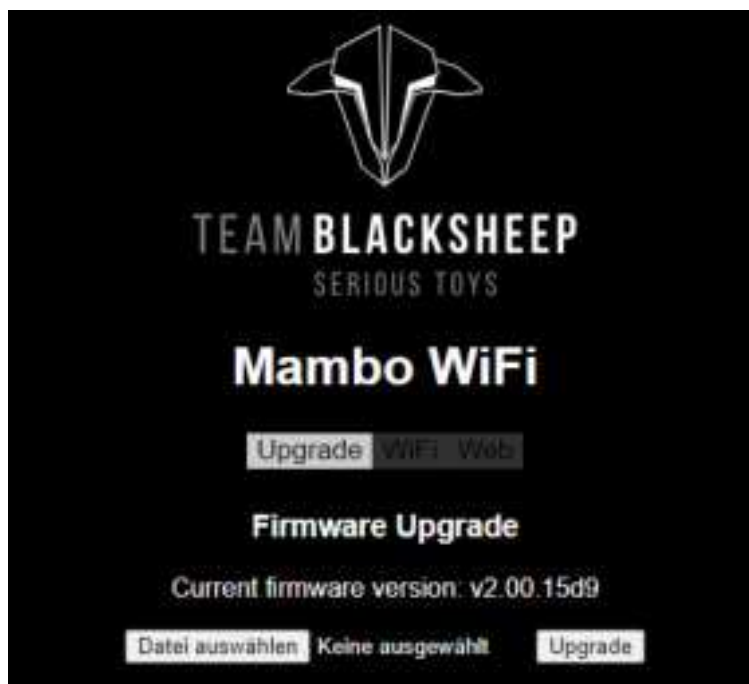 TEAM BLACKSHEEP
SERIOUS TOYS
Mambo WiFi
Upgrade WiFi Web
Firmware Upgrade
Current firmware version: v2.00.15d9
Datei auswählen Keine ausgewählt Upgrade